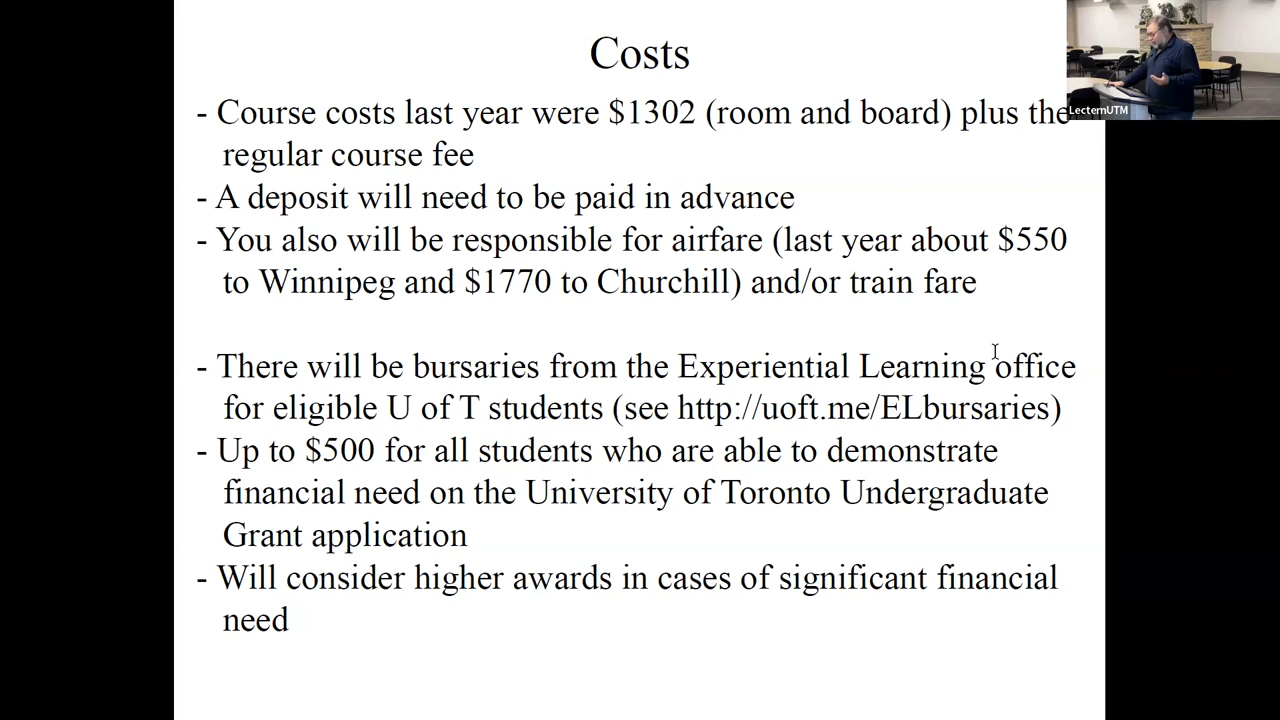 Costs
- Course costs last year were $1302 (room and board) plus the
regular course fee
- A deposit will need to be paid in advance
- You also will be responsible for airfare (last year about $550
to Winnipeg and $1770 to Churchill) and/or train fare
- There will be bursaries from the Experiential Learning office
for eligible U of T students (see http://uoft.me/ELbursaries)
- Up to $500 for all students who are able to demonstrate
financial need on the University of Toronto Undergraduate
Grant application
- Will consider higher awards in cases of significant financial
need
LecternUTM